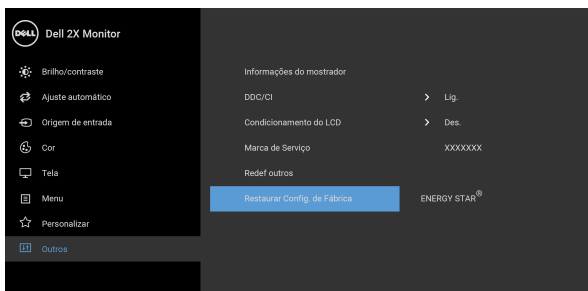 DELL Dell 2X Monitor
Brilho/contraste
Ajuste automático
Origem de entrada
Cor
Tela
Menu
Personalizar
Outros
Informações do mostrador
DDC/CI Lig.
Condicionamento do LCD Des.
Marca de Serviço XXXXXXX
Redef outros
Restaurar Config. de Fábrica ENERGY STAR®